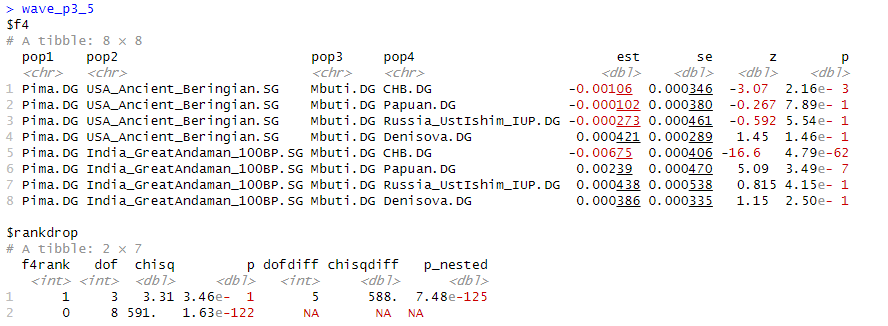 > wave_p3_5
$f4
# A tibble: 8 × 8
pop1 pop2 pop3 pop4 est se z p
<chr> <chr> <chr> <chr> <dbl> <dbl> <dbl> <dbl>
1 Pima.DG USA_Ancient_Beringian.SG Mbuti.DG CHB.DG -0.00106 0.000346 -3.07 2.16e- 3
2 Pima.DG USA_Ancient_Beringian.SG Mbuti.DG Papuan.DG -0.000102 0.000380 -0.267 7.89e- 1
3 Pima.DG USA_Ancient_Beringian.SG Mbuti.DG Russia_UstIshim_IUP.DG -0.000273 0.000461 -0.592 5.54e- 1
4 Pima.DG USA_Ancient_Beringian.SG Mbuti.DG Denisova.DG 0.000421 0.000289 1.45 1.46e- 1
5 Pima.DG India_GreatAndaman_100BP.SG Mbuti.DG CHB.DG -0.00675 0.000406 -16.6 4.79e-62
6 Pima.DG India_GreatAndaman_100BP.SG Mbuti.DG Papuan.DG 0.00239 0.000470 5.09 3.49e- 7
7 Pima.DG India_GreatAndaman_100BP.SG Mbuti.DG Russia_UstIshim_IUP.DG 0.000438 0.000538 0.815 4.15e- 1
8 Pima.DG India_GreatAndaman_100BP.SG Mbuti.DG Denisova.DG 0.000386 0.000335 1.15 2.50e- 1
$rankdrop
# A tibble: 2 × 7
f4rank dof chisq p dofdiff chisqdiff p_nested
<int> <int> <dbl> <dbl> <int> <dbl> <dbl>
1 1 3 3.31 3.46e- 1 5 588. 7.48e-125
2 0 8 591. 1.63e-122 NA NA NA